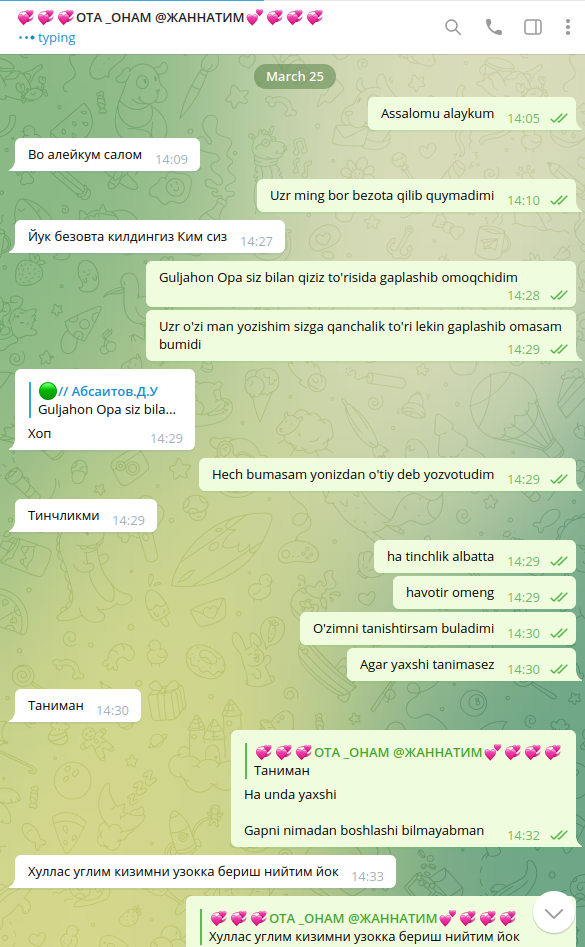 💞💞💞ОТА _ОНАМ @ЖАННАТИМ💕💞💞💞
typing
March 25
Assalomu alaykum 14:05
Во алейкум салом 14:09
Uzr ming bor bezota qilib quymadimi 14:10
Йук безовта килдингиз Ким сиз 14:27
Guljahon Opa siz bilan qiziz to'risida gaplashib omoqchidim
14:28
Uzr o'zi man yozishim sizga qanchalik to'ri lekin gaplashib omasam
bumidi 14:29
🟢// Абсаитов.Д.У
Guljahon Opa siz bila...
Хоп 14:29
Hech bumasam yonizdan o'tiy deb yozvotudim 14:29
Тинчликми 14:29
ha tinchlik albatta 14:29
havotir omeng 14:29
O'zimni tanishtirsam buladimi 14:30
Agar yaxshi tanimasez 14:30
Таниман 14:30
💞💞💞ОТА _ОНАМ @ЖАННАТИМ💕💞💞💞
Таниман
Ha unda yaxshi
Gapni nimadan boshlashi bilmayabman 14:32
Хуллас углим кизимни узокка бериш нийтим йок 14:33
💞💞💞ОТА _ОНАМ @ЖАННАТИМ💕💞💞💞
Хуллас углим кизимни узокка бериш нийтим йок